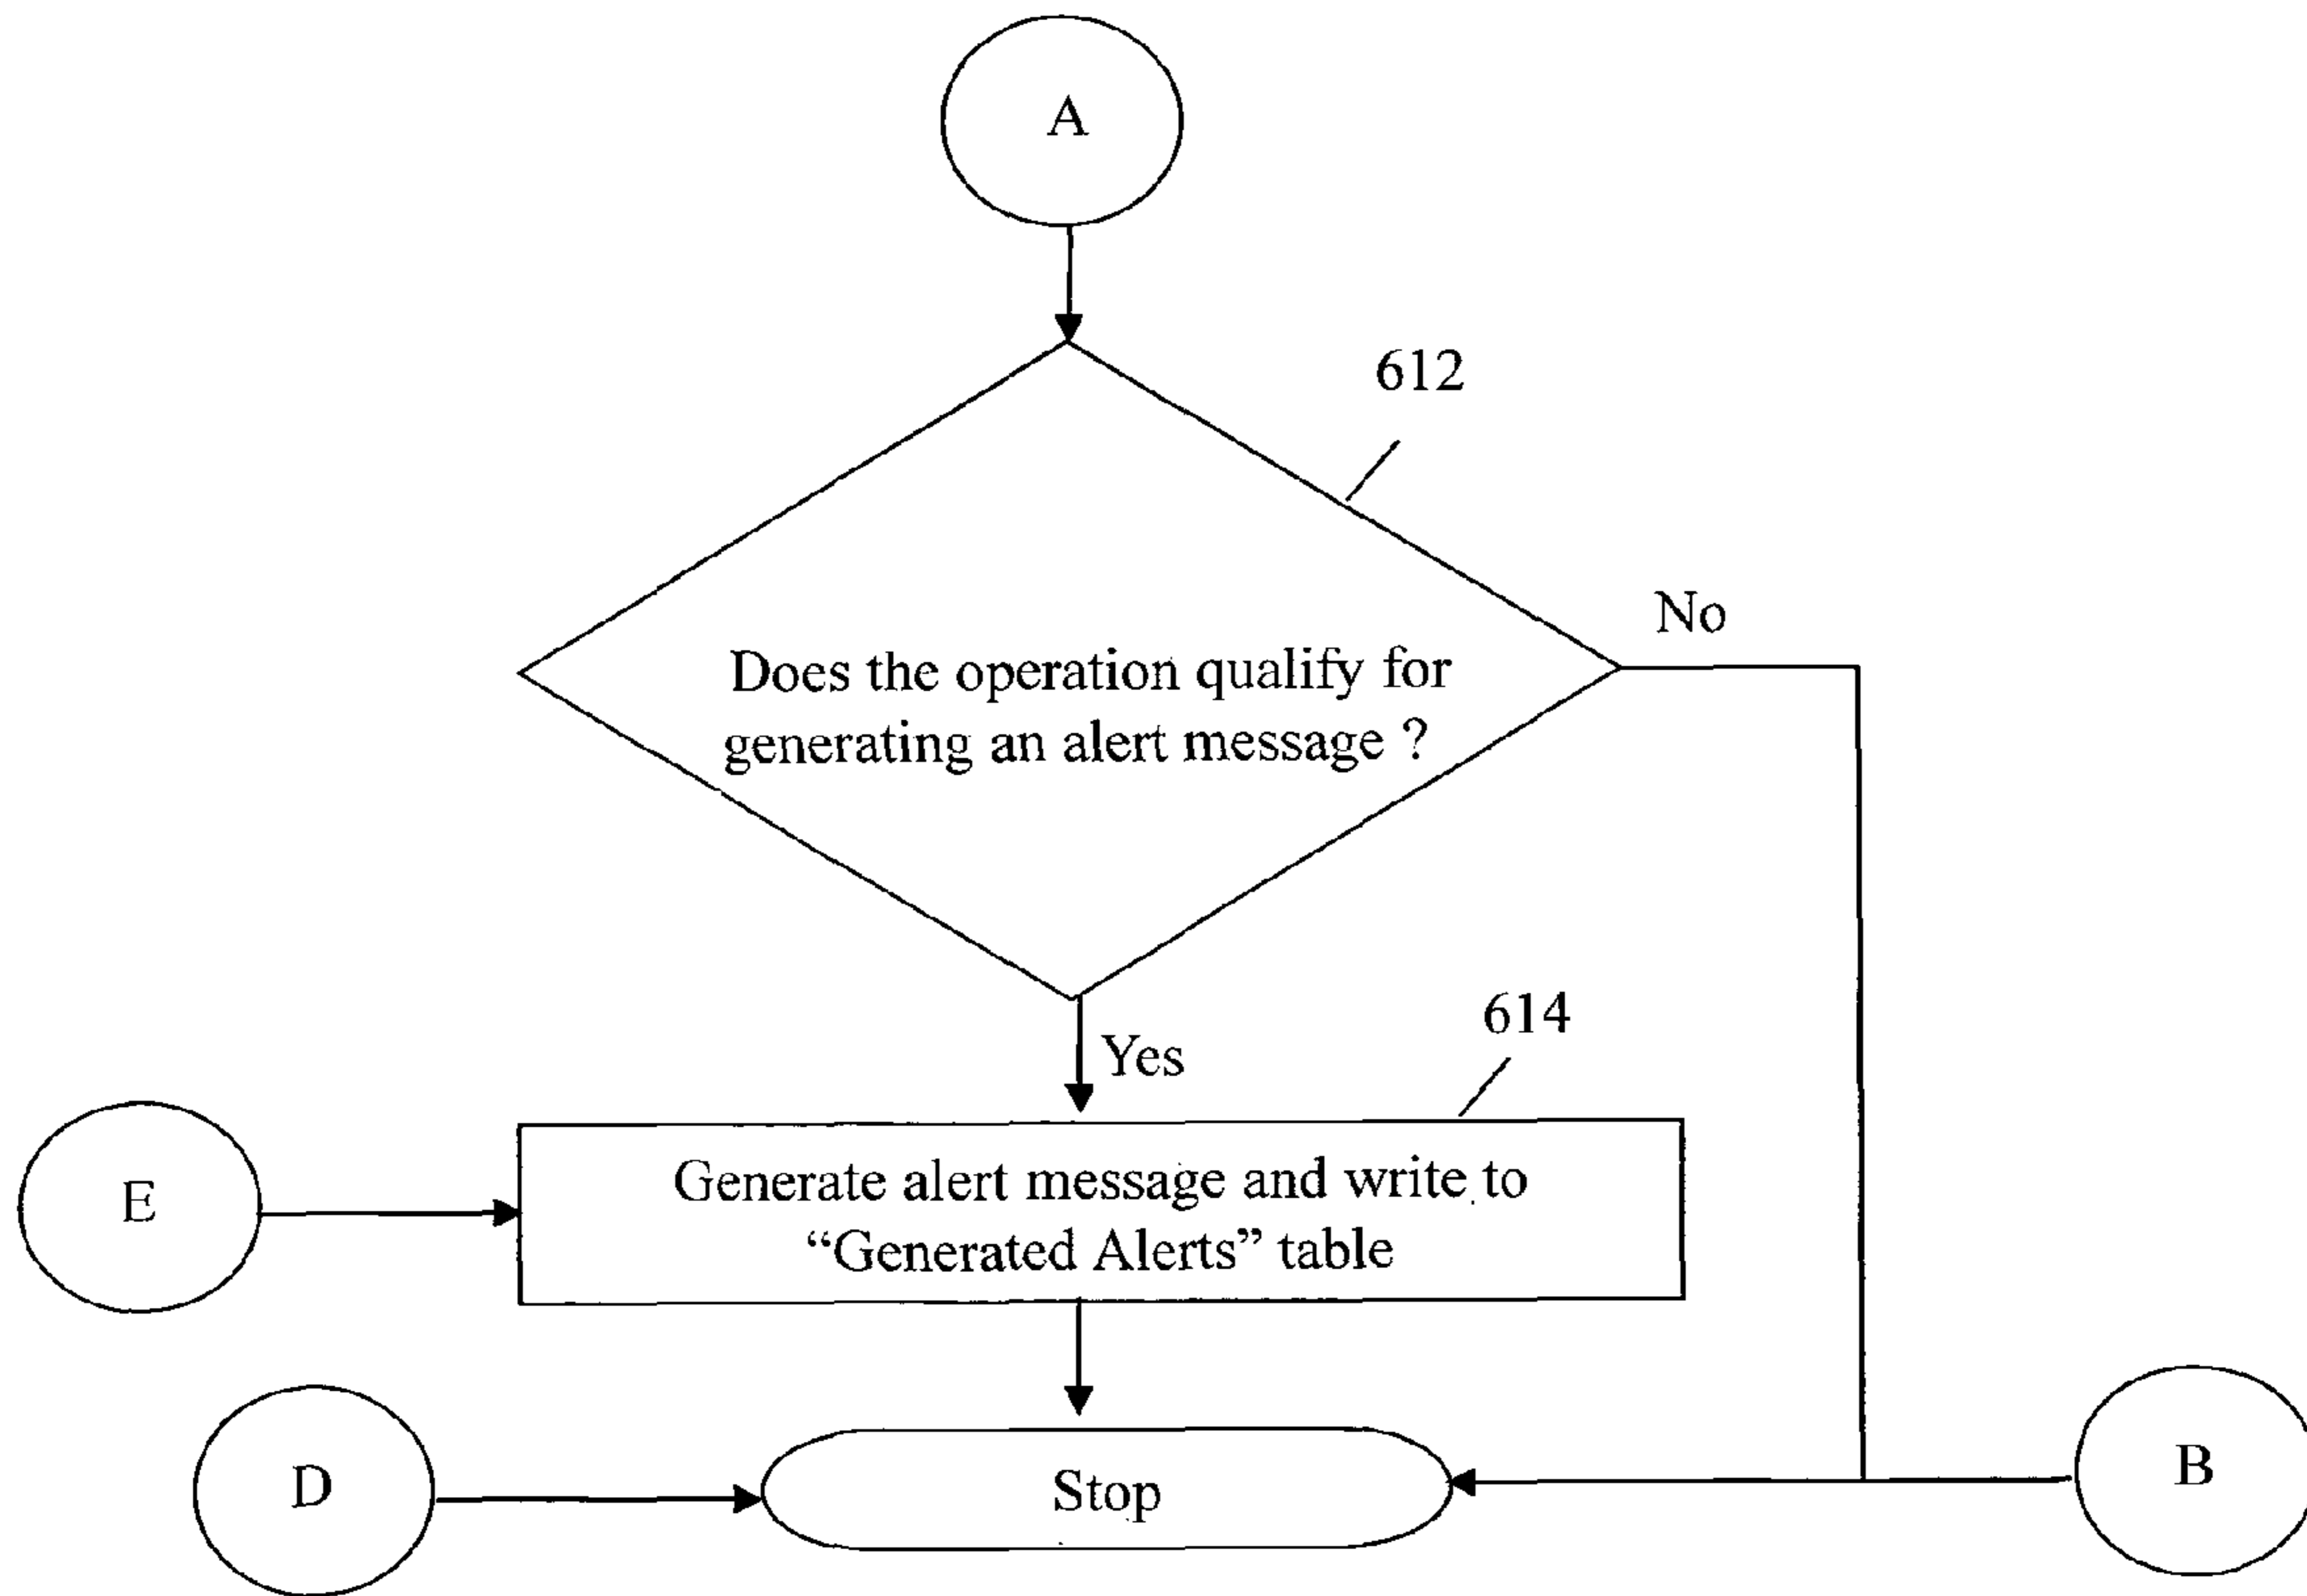 A
612
No
Does the operation qualify for
generating an alert message ?
614
Yes
Generate alert message and write to
“Generated Alerts” table
E
D
Stop
B